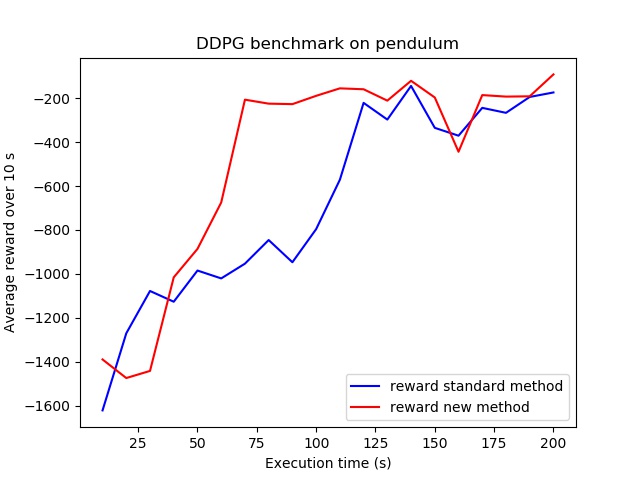 DDPG benchmark on pendulum
Average reward over 10 s
−200
−400
−600
−800
−1000
−1200
−1400
−1600
reward standard method
reward new method
25 50 75 100 125 150 175 200
Execution time (s)